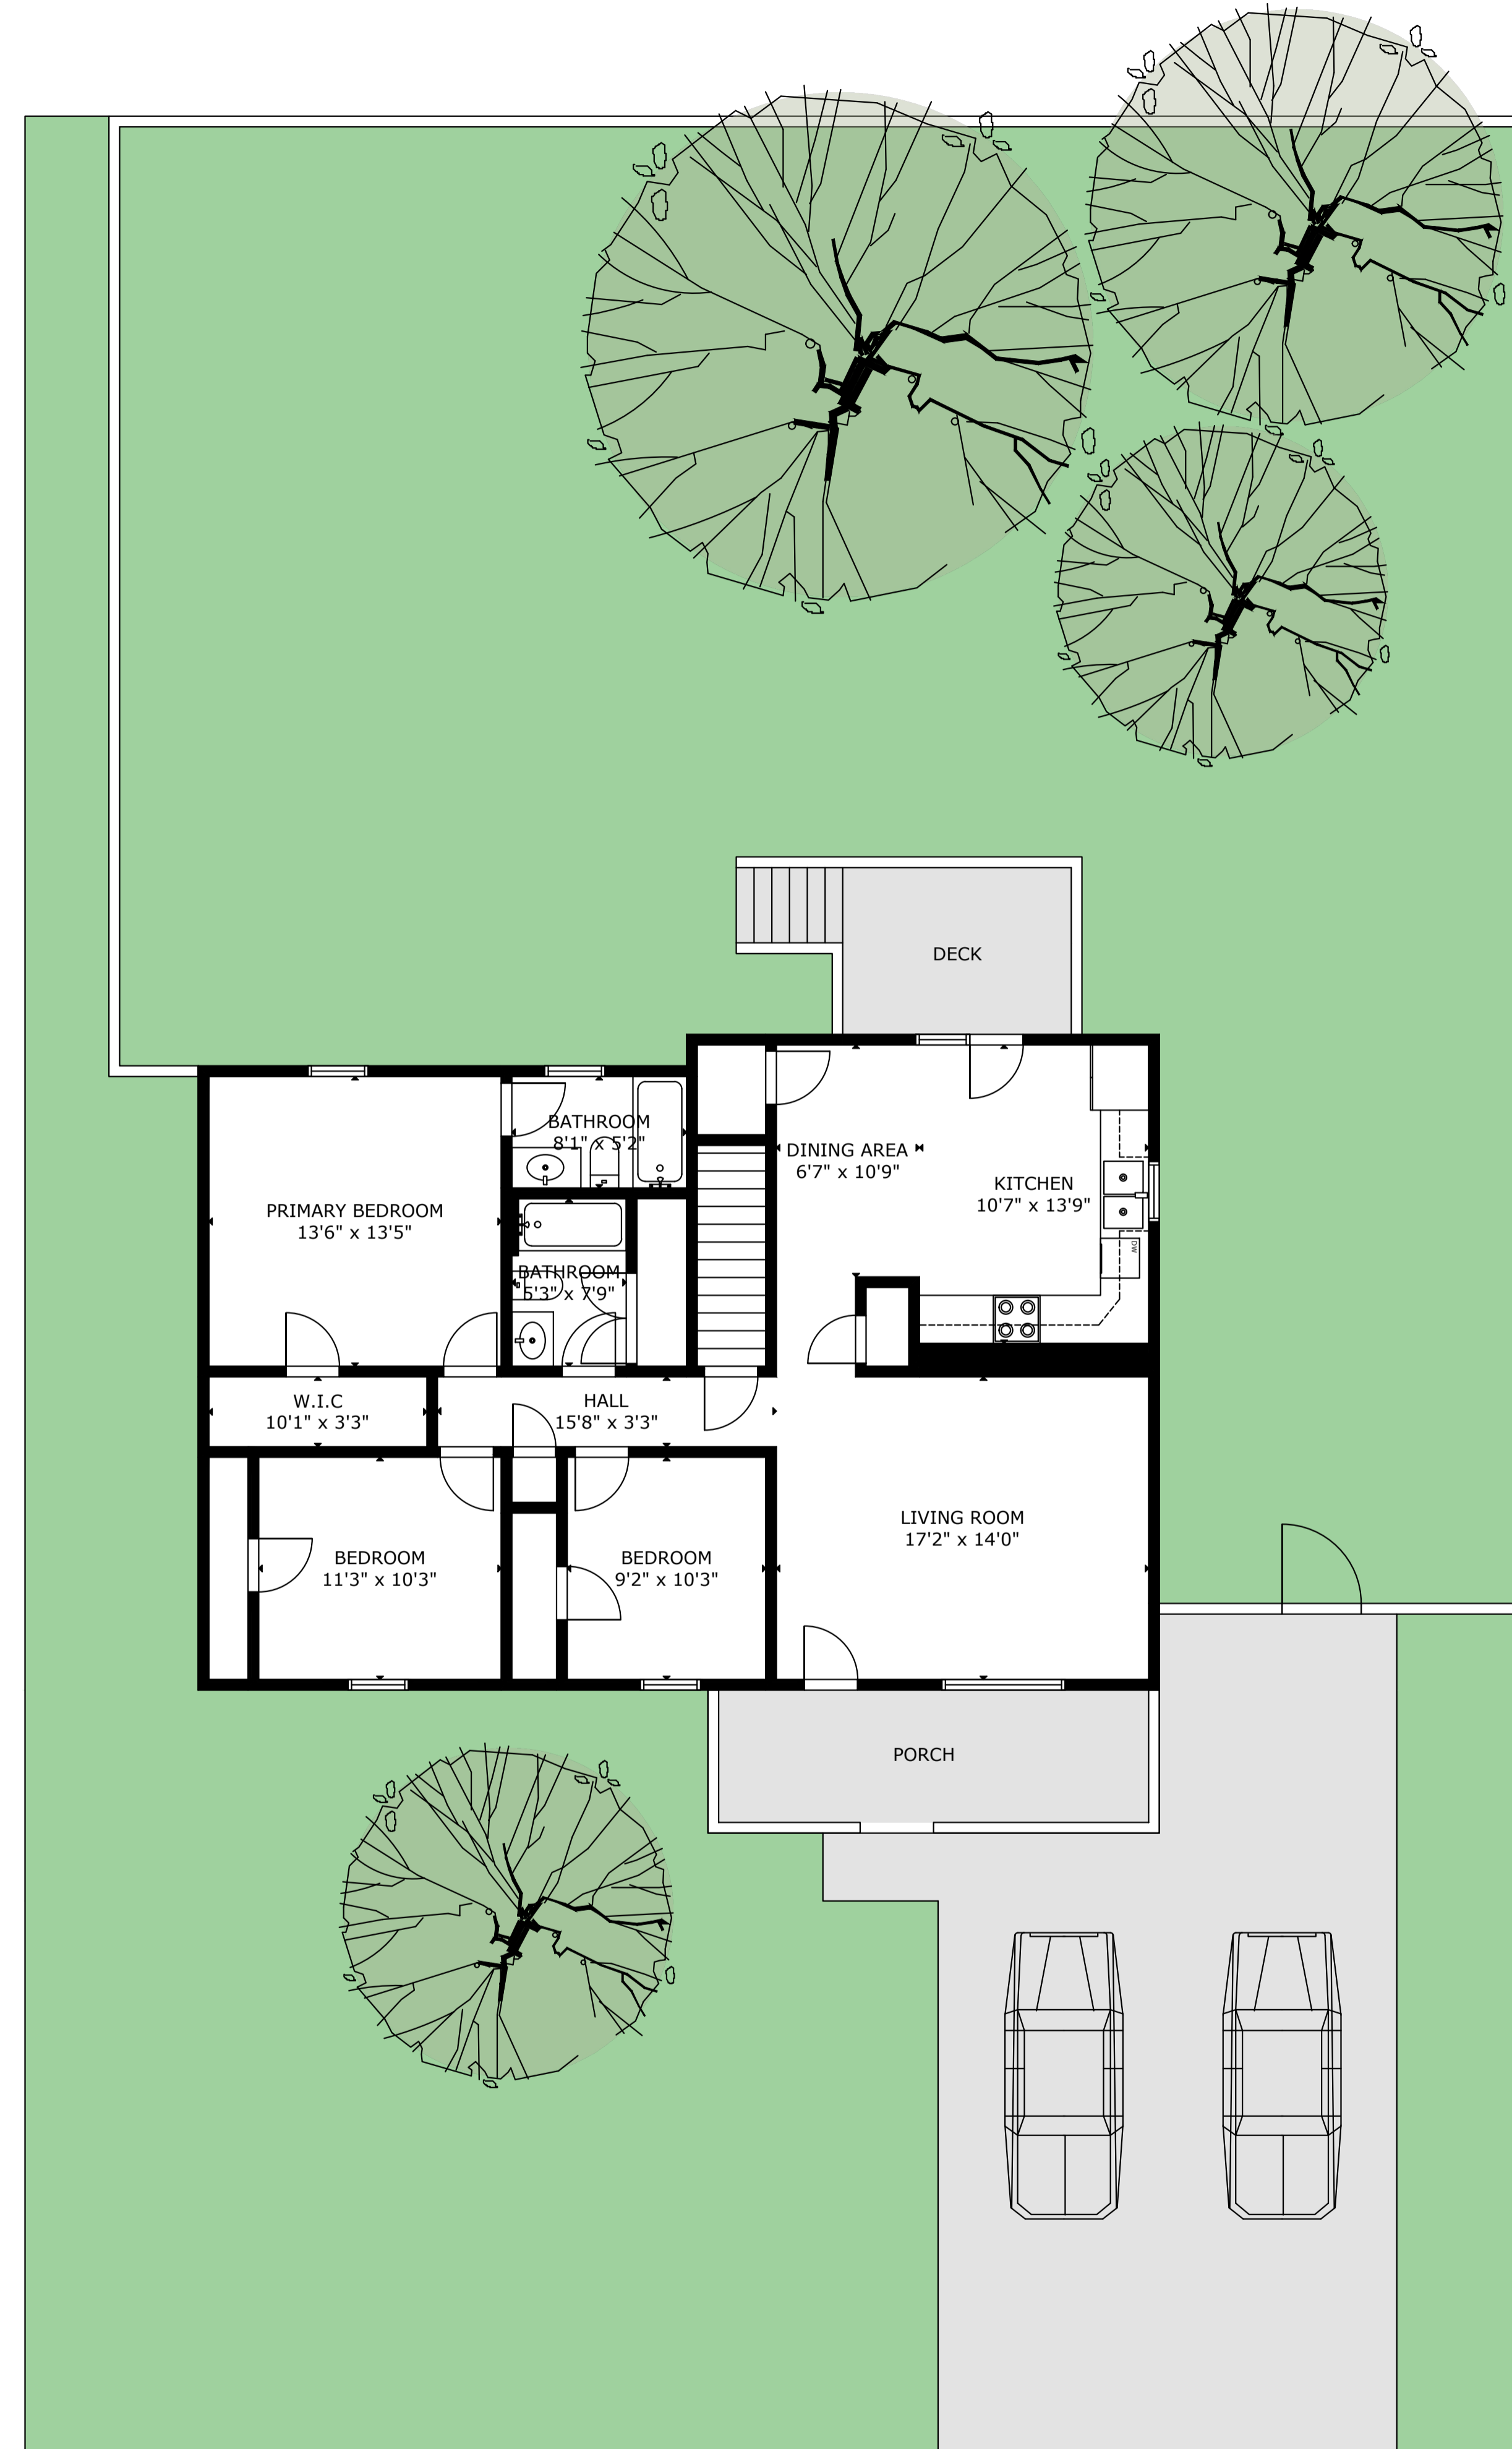 DECK
BATHROOM
8'1" x 5'2"
DINING AREA
6'7" x 10'9"
KITCHEN
10'7" x 13'9"
PRIMARY BEDROOM
13'6" x 13'5"
DW
BATHROOM
5'3" x 7'9"
W.I.C
10'1" x 3'3"
HALL
15'8" x 3'3"
LIVING ROOM
17'2" x 14'0"
BEDROOM
11'3" x 10'3"
BEDROOM
9'2" x 10'3"
PORCH